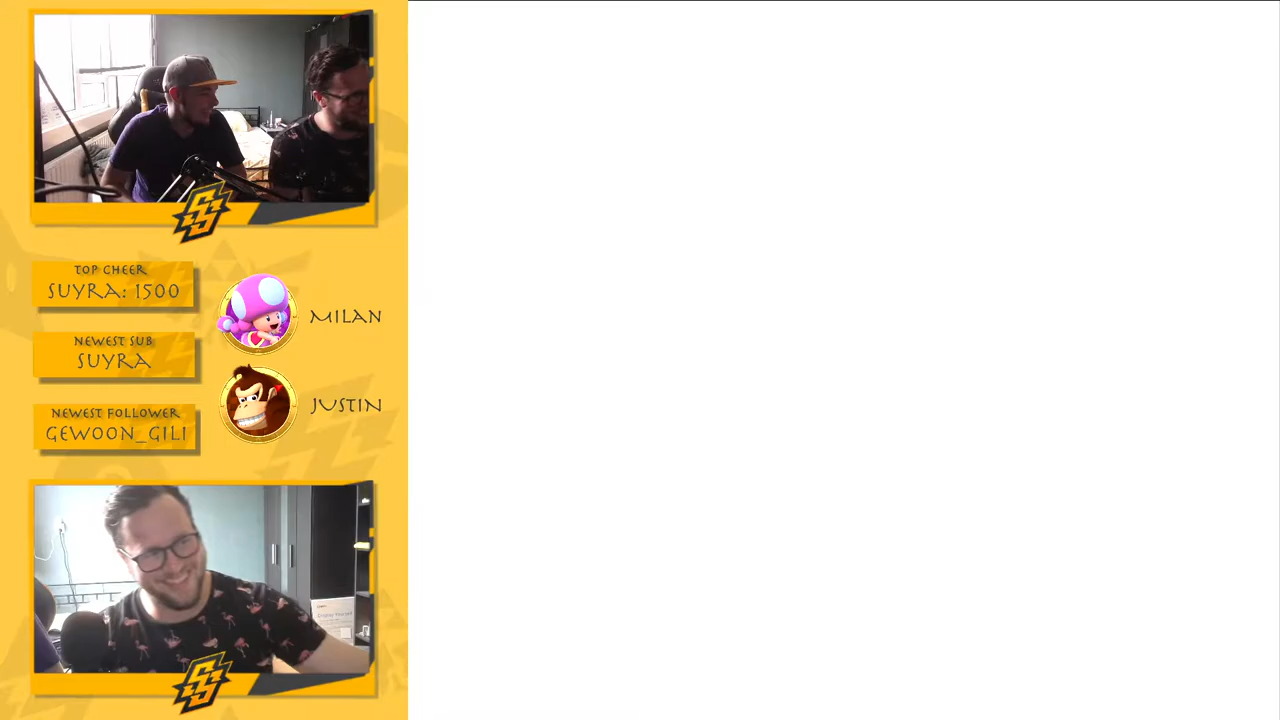 TOP CHEER
SUYRA: 1500
NEWEST SUB
SUYRA
NEWEST FOLLOWER
GEWOON_GILI
MILAN
JUSTIN